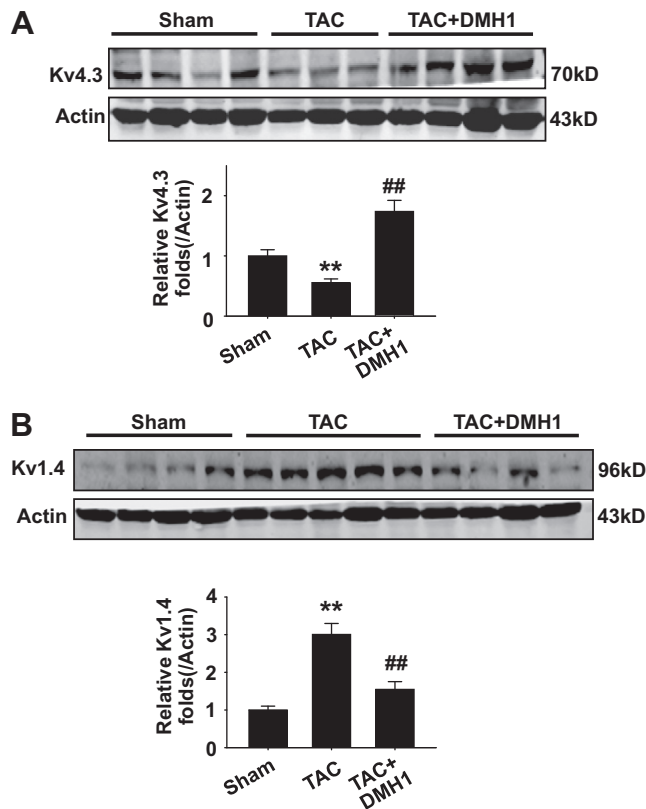 A
Sham TAC TAC+DMH1
Kv4.3 70kD
Actin 43kD
Relative Kv4.3
folds(/Actin)
2
1
0
##
**
Sham
TAC
TAC+
DMH1
B
Sham TAC TAC+DMH1
Kv1.4 96kD
Actin 43kD
Relative Kv1.4
folds(/Actin)
4
3
2
1
0
**
##
Sham
TAC
TAC+
DMH1